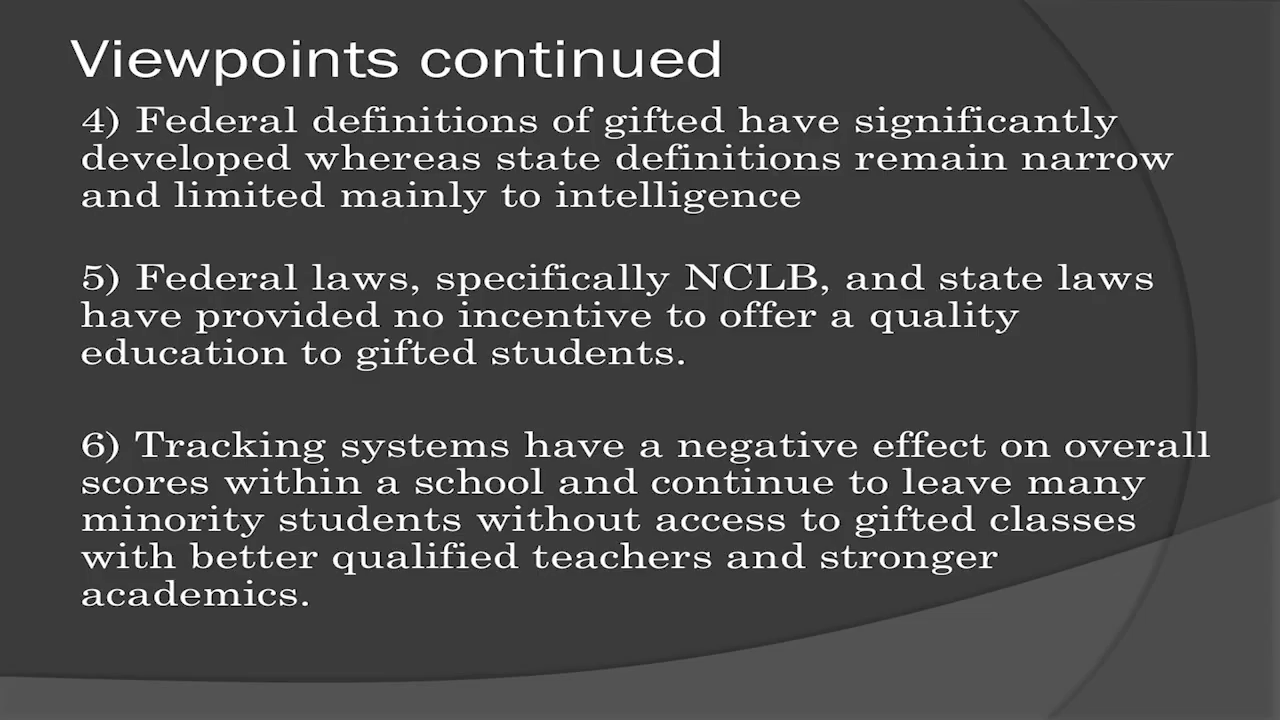 Viewpoints continued
4) Federal definitions of gifted have significantly
developed whereas state definitions remain narrow
and limited mainly to intelligence
5) Federal laws, specifically NCLB, and state laws
have provided no incentive to offer a quality
education to gifted students.
6) Tracking systems have a negative effect on overall
scores within a school and continue to leave many
minority students without access to gifted classes
with better qualified teachers and stronger
academics.